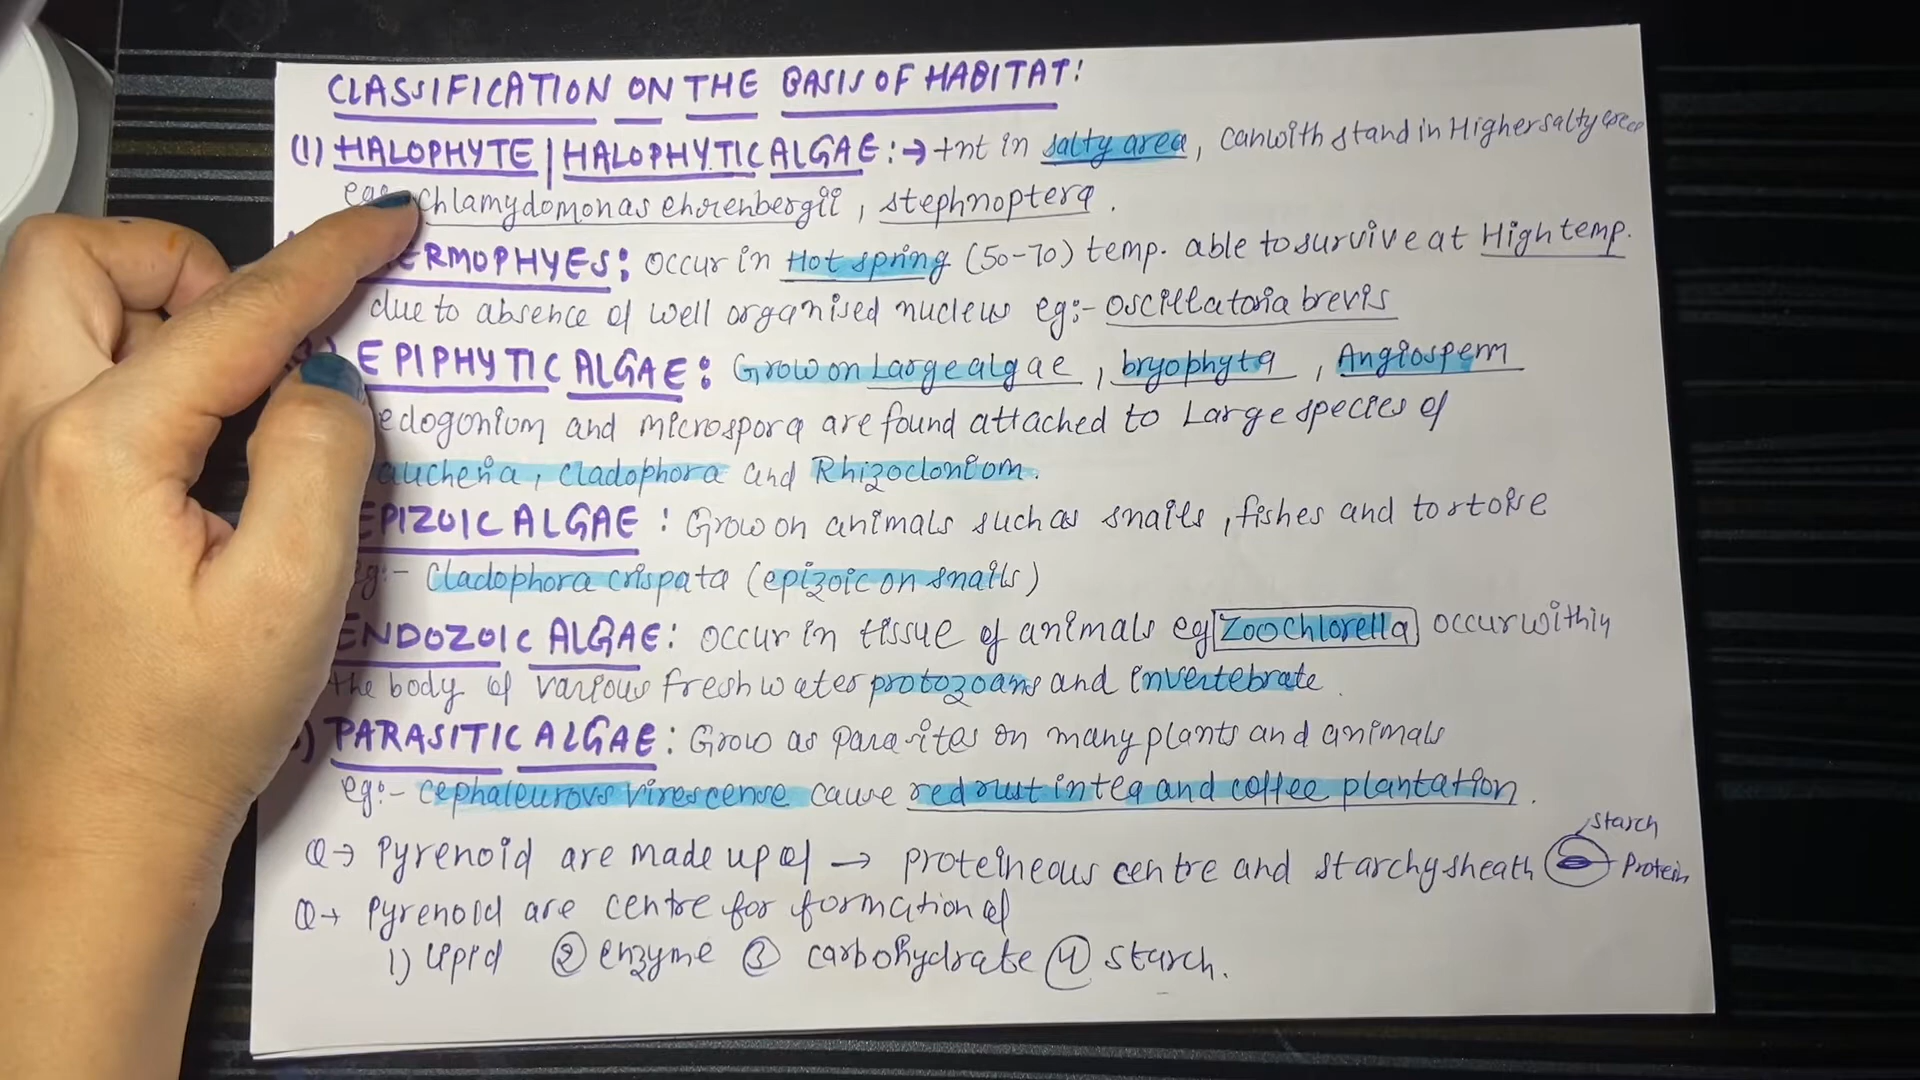 CLASSIFICATION ON THE BASIS OF HABITAT:
(1) HALOPHYTE | HALOPHYTIC ALGAE :→ +nt in salty area, can with stand in Higher salty area
eg:- Chlamydomonas ehrenbergii, stephnoptera.
ERMOPHYES: occur in Hot spring (50-70) temp. able to survive at High temp.
due to absence of well organised nucleus eg:- Oscillatoria brevis
EPIPHYTIC ALGAE: Grow on Large algae, bryophyta, Angiosperm
edogonium and microspora are found attached to Large species of
aucheria, cladophora and Rhizoclonium.
EPIZOIC ALGAE : Grow on animals such as snails, fishes and tortoise
g:- Cladophora crispata (epizoic on snails)
ENDOZOIC ALGAE: occur in tissue of animals eg Zoochlorella occur within
the body of various fresh water protozoans and invertebrate.
) PARASITIC ALGAE: Grow as parasites on many plants and animals
eg:- cephaleurovs virescense cause red rust in tea and coffee plantation.
Q→ Pyrenoid are made up of → proteineous centre and starchy sheath
starch
Protein
Q→ Pyrenoid are centre for formation of
1) lipid ② enzyme ③ carbohydrate ④ starch.